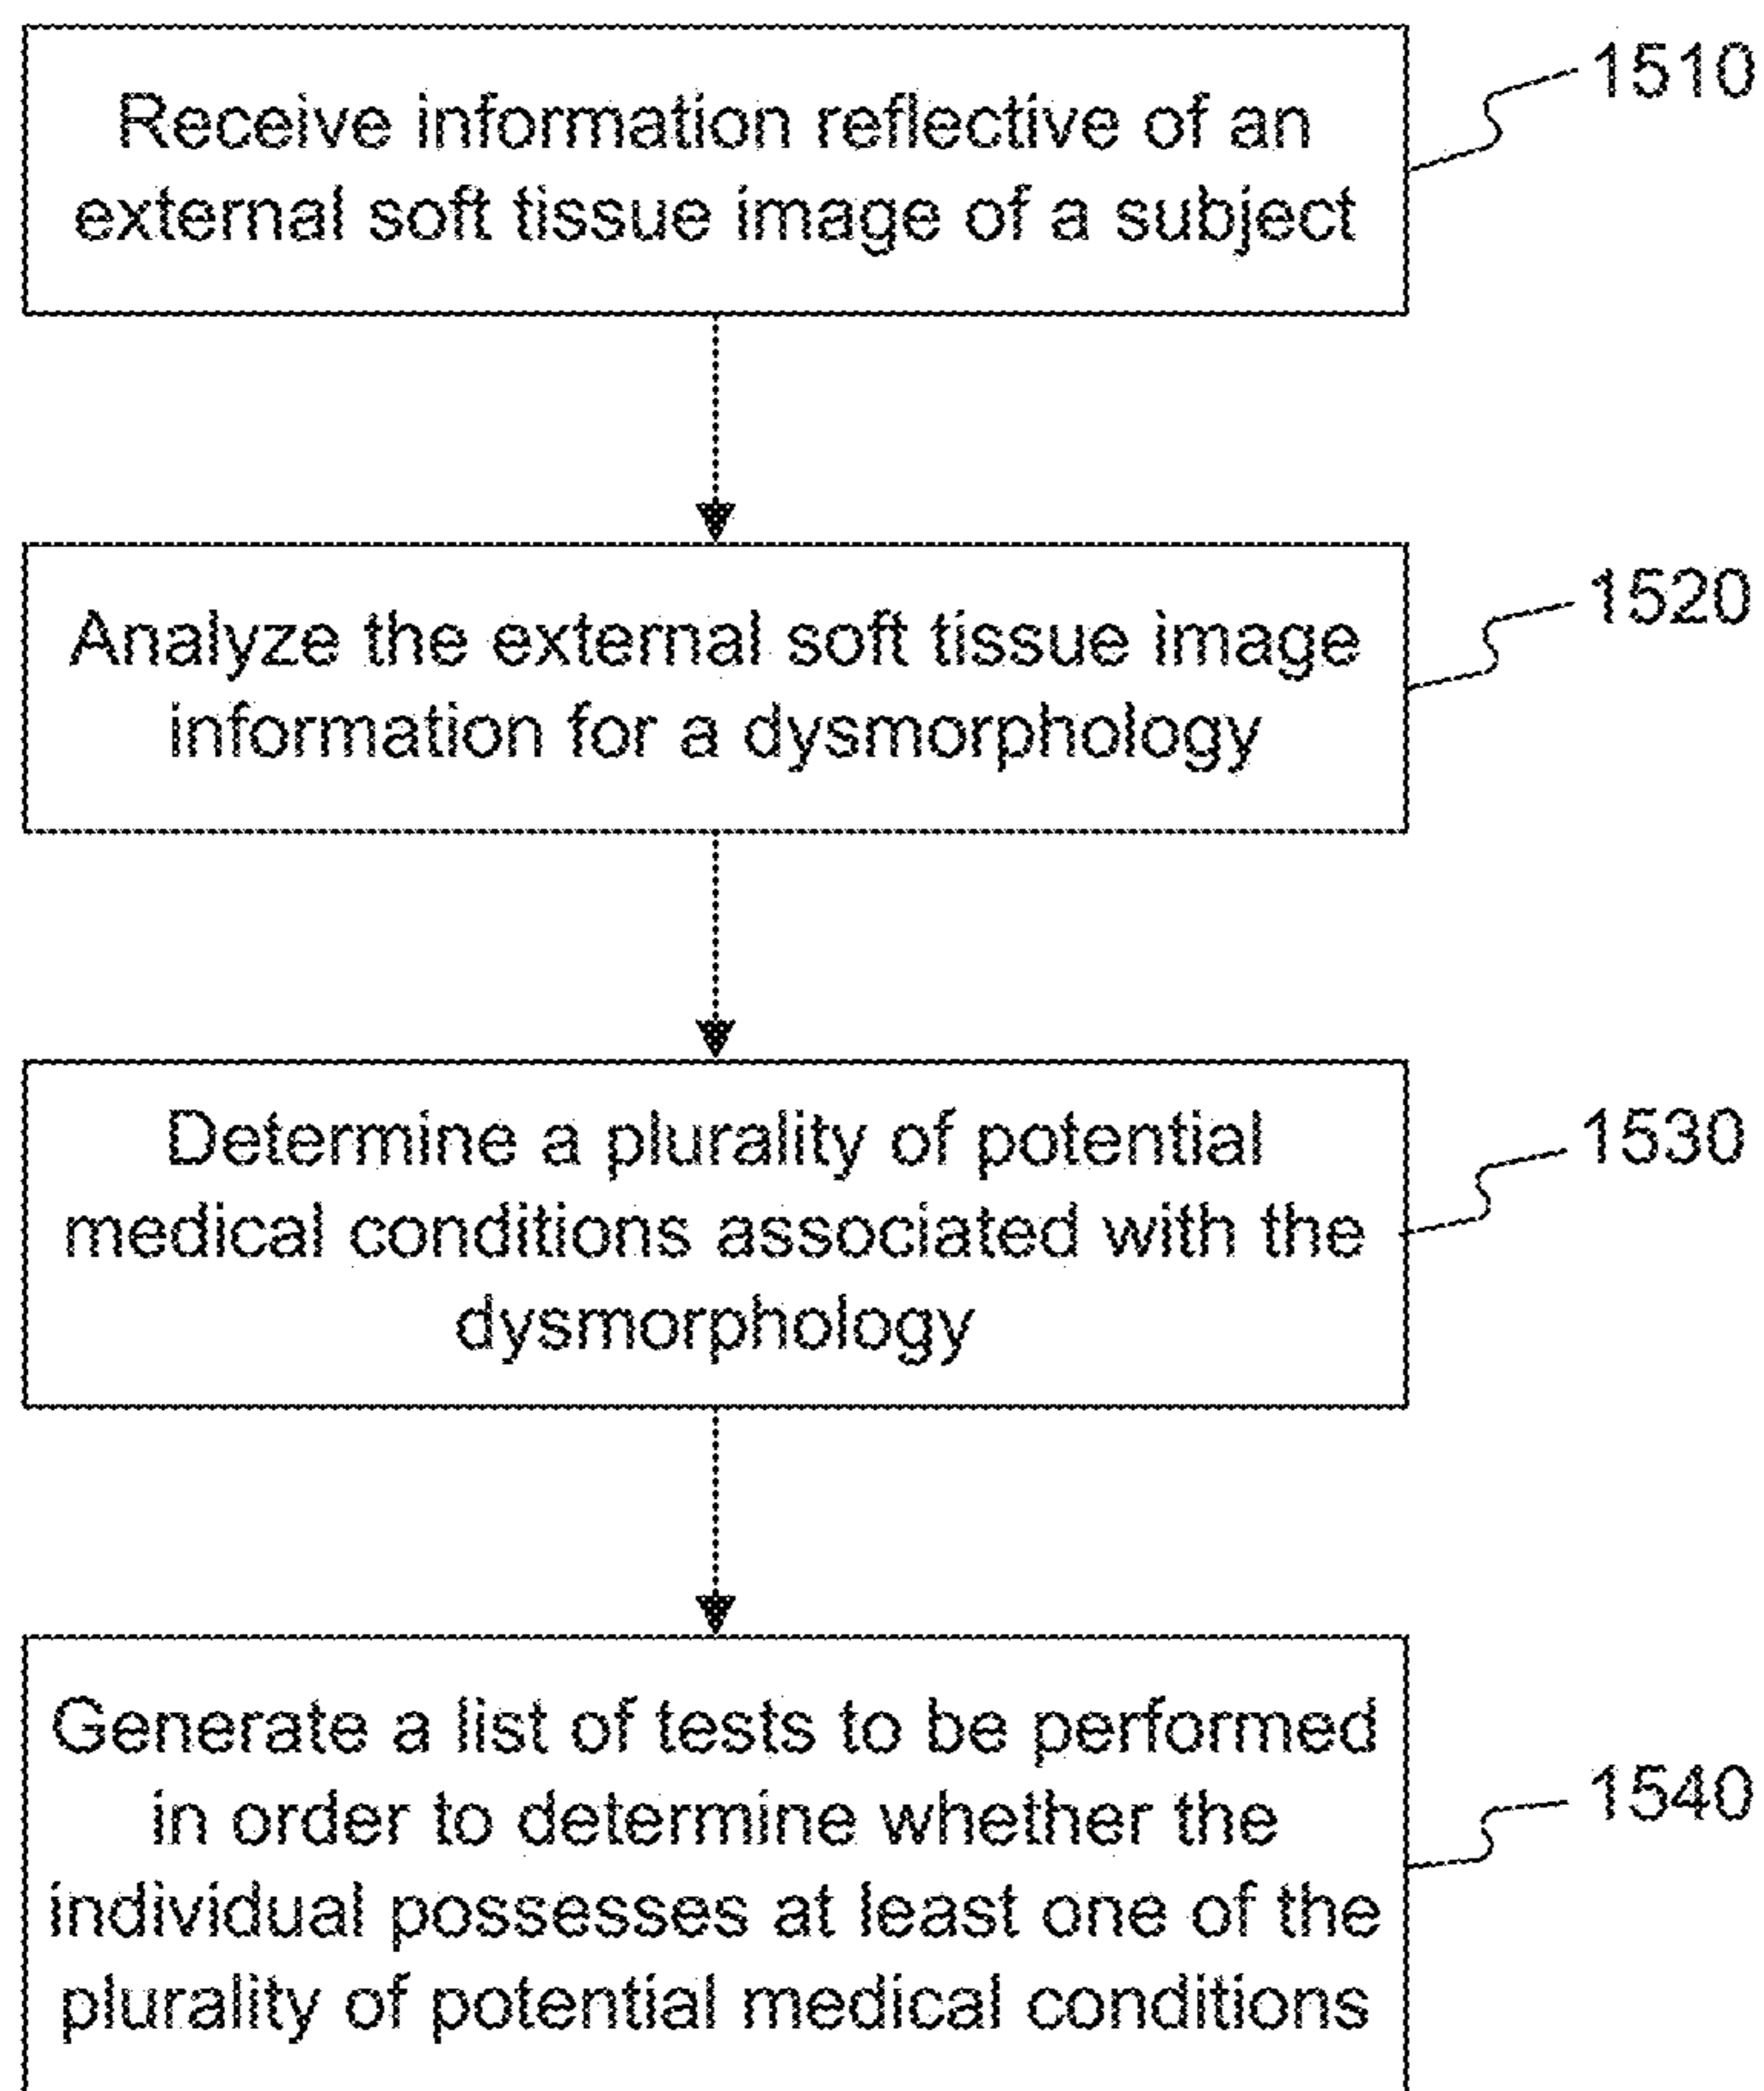 Receive information reflective of an
external soft tissue image of a subject
1510
Analyze the external soft tissue image
information for a dysmorphology
1520
Determine a plurality of potential
medical conditions associated with the
dysmorphology
1530
Generate a list of tests to be performed
in order to determine whether the
individual possesses at least one of the
plurality of potential medical conditions
1540